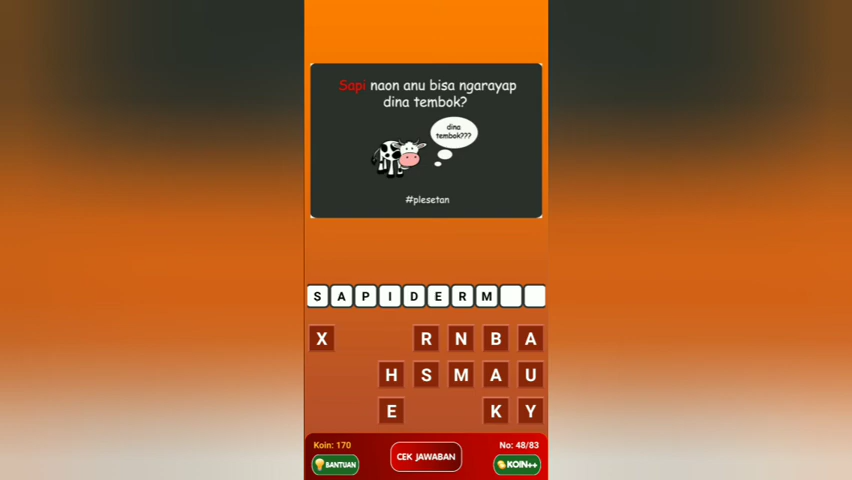 Sapi naon anu bisa ngarayap
dina tembok?
dina
tembok???
#plesetan
S A P I D E R M
X R N B A
H S M A U
E K Y
Koin: 170
No: 48/83
BANTUAN
CEK JAWABAN
KOIN++